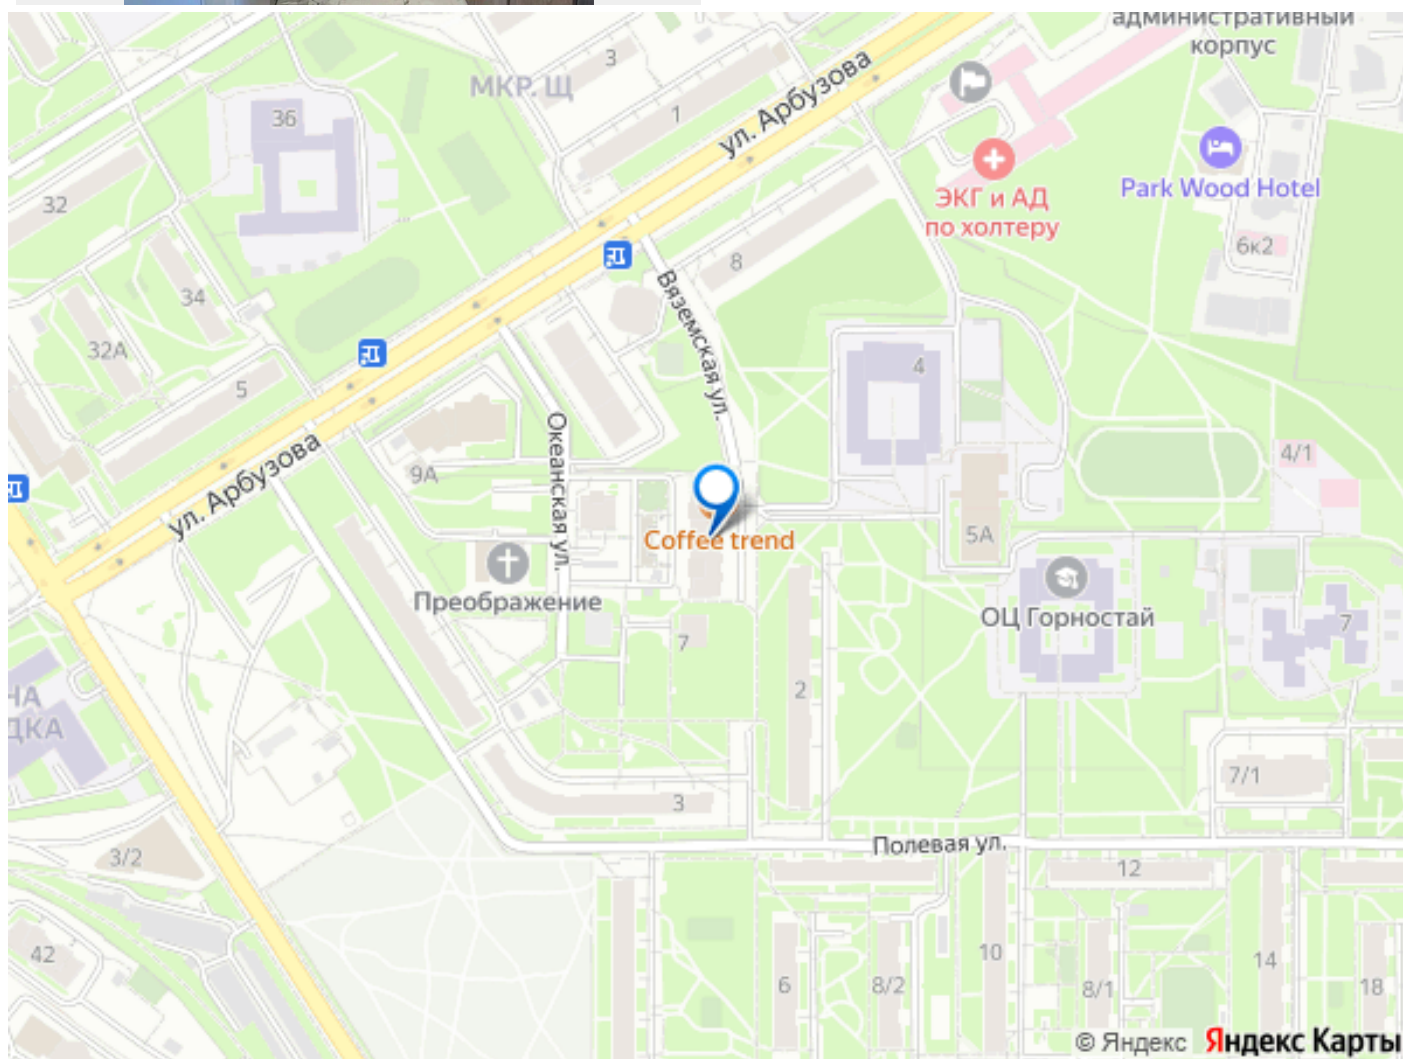 административный
корпус
3
МКР. Щ
1
ул. Арбузова
36
ЭКГ и АД
по холтеру
Park Wood Hotel
6к2
32
34
32А
5
8
Вяземская ул.
4
4/1
9А
Океанская ул.
ул. Арбузова
Coffee trend
5А
Преображение
ОЦ Горностай
7
7
2
НА
ДКА
7/1
3
3/2
Полевая ул.
12
42
6
8/2
10
8/1
14
18
© Яндекс Яндекс Карты